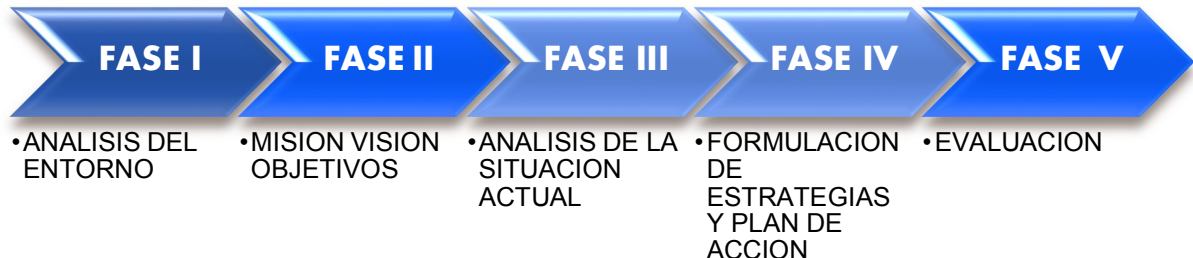 FASE I
FASE II
FASE III
FASE IV
FASE V
•ANALISIS DEL
ENTORNO
•MISION VISION
OBJETIVOS
•ANALISIS DE LA
SITUACION
ACTUAL
•FORMULACION
DE
ESTRATEGIAS
Y PLAN DE
ACCION
•EVALUACION